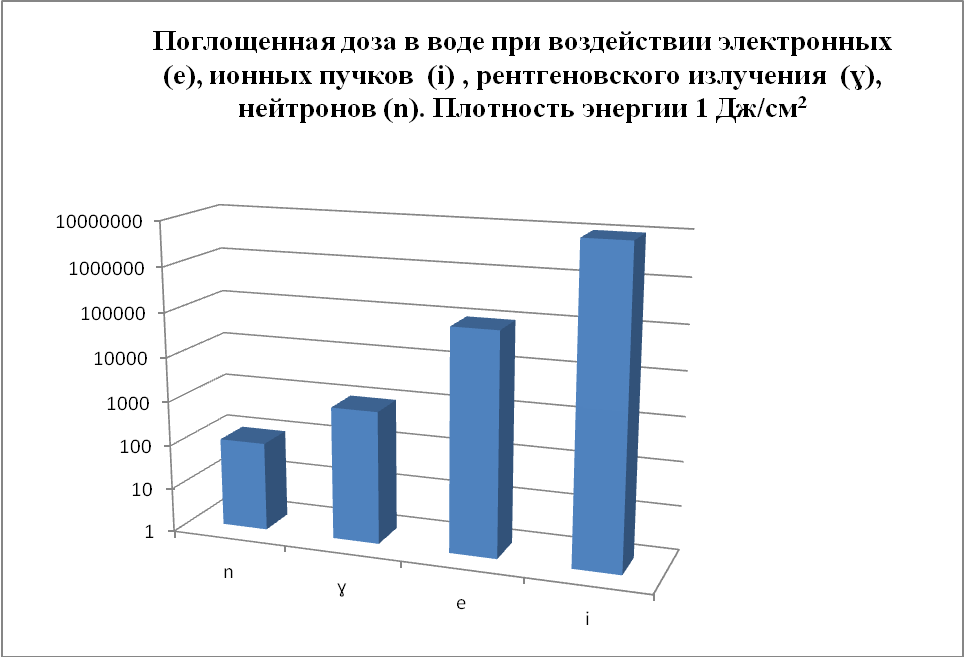 Поглощенная доза в воде при воздействии электронных
(е), ионных пучков (i) , рентгеновского излучения (ɣ),
нейтронов (n). Плотность энергии 1 Дж/см²
10000000
1000000
100000
10000
1000
100
10
1
n
ɣ
e
i